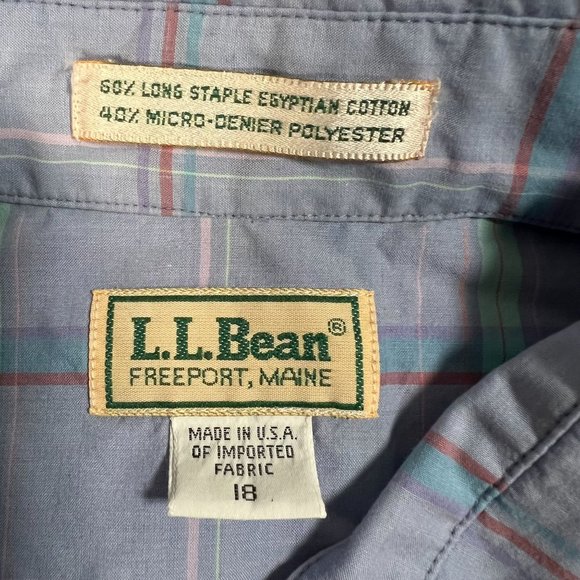 60% LONG STAPLE EGYPTIAN COTTON
40% MICRO-DENIER POLYESTER
L.L.Bean®
FREEPORT, MAINE
MADE IN U.S.A.
OF IMPORTED
FABRIC
18